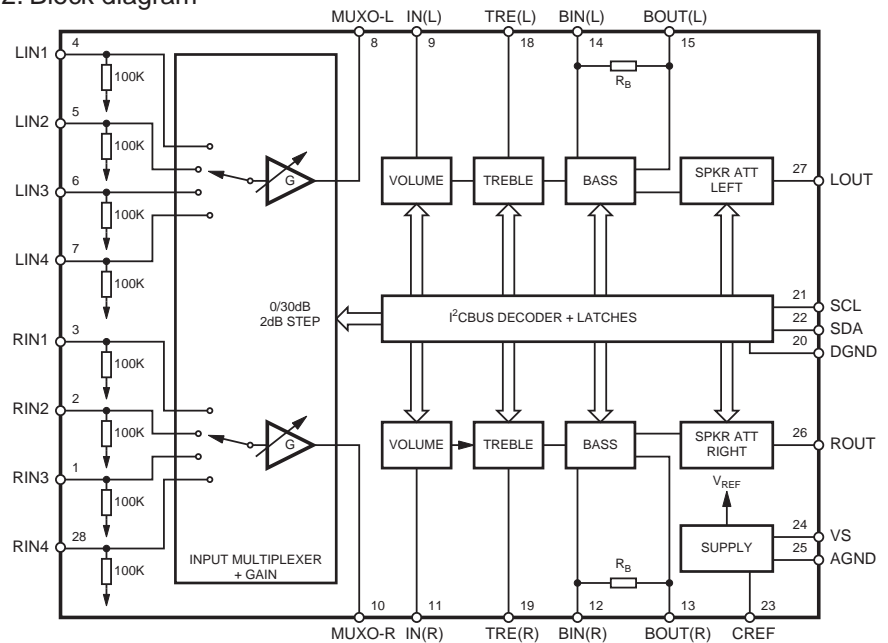 2. Block diagram
MUXO-L IN(L) TRE(L) BIN(L) BOUT(L)
8 9 18 14 15
LIN1 4
100K
LIN2 5
100K
LIN3 6
100K
LIN4 7
100K
RIN1 3
100K
RIN2 2
100K
RIN3 1
100K
RIN4 28
100K
G
0/30dB
2dB STEP
G
INPUT MULTIPLEXER
+ GAIN
RB
VOLUME TREBLE BASS SPKR ATT
LEFT
27 LOUT
I2CBUS DECODER + LATCHES
21 SCL
22 SDA
20 DGND
VOLUME TREBLE BASS SPKR ATT
RIGHT
26 ROUT
VREF
SUPPLY
24 VS
25 AGND
RB
10 11 19 12 13 23
MUXO-R IN(R) TRE(R) BIN(R) BOUT(R) CREF